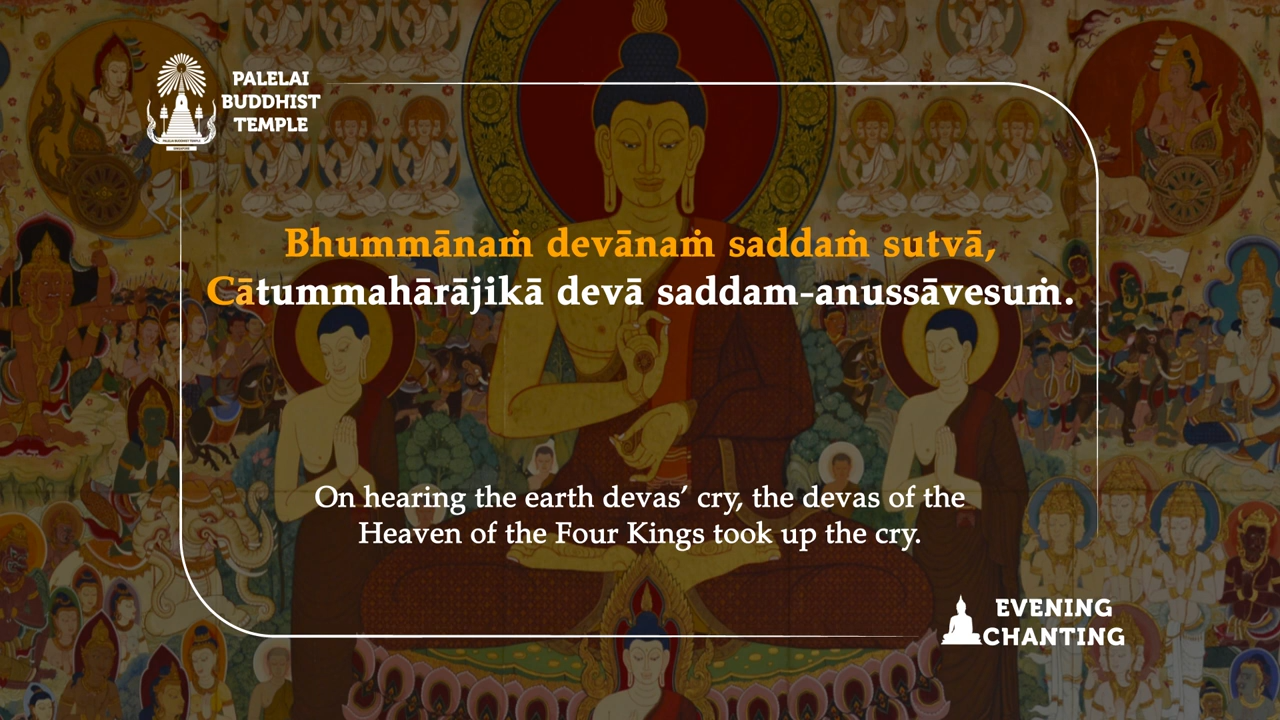 PALELAI
BUDDHIST
TEMPLE
Bhummānaṁ devānaṁ saddaṁ sutvā,
Cātummahārājikā devā saddam-anussāvesuṁ.
On hearing the earth devas’ cry, the devas of the
Heaven of the Four Kings took up the cry.
EVENING
CHANTING